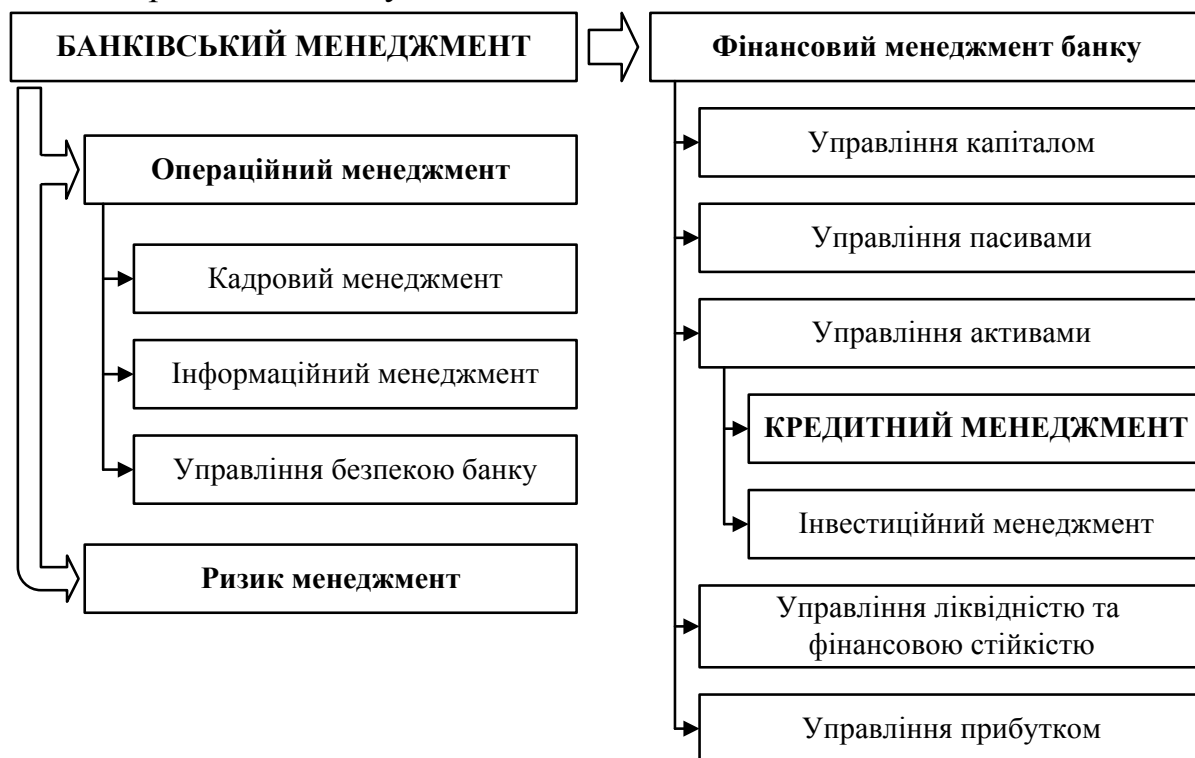 БАНКІВСЬКИЙ МЕНЕДЖМЕНТ
Операційний менеджмент
Кадровий менеджмент
Інформаційний менеджмент
Управління безпекою банку
Ризик менеджмент
Фінансовий менеджмент банку
Управління капіталом
Управління пасивами
Управління активами
КРЕДИТНИЙ МЕНЕДЖМЕНТ
Інвестиційний менеджмент
Управління ліквідністю та
фінансовою стійкістю
Управління прибутком